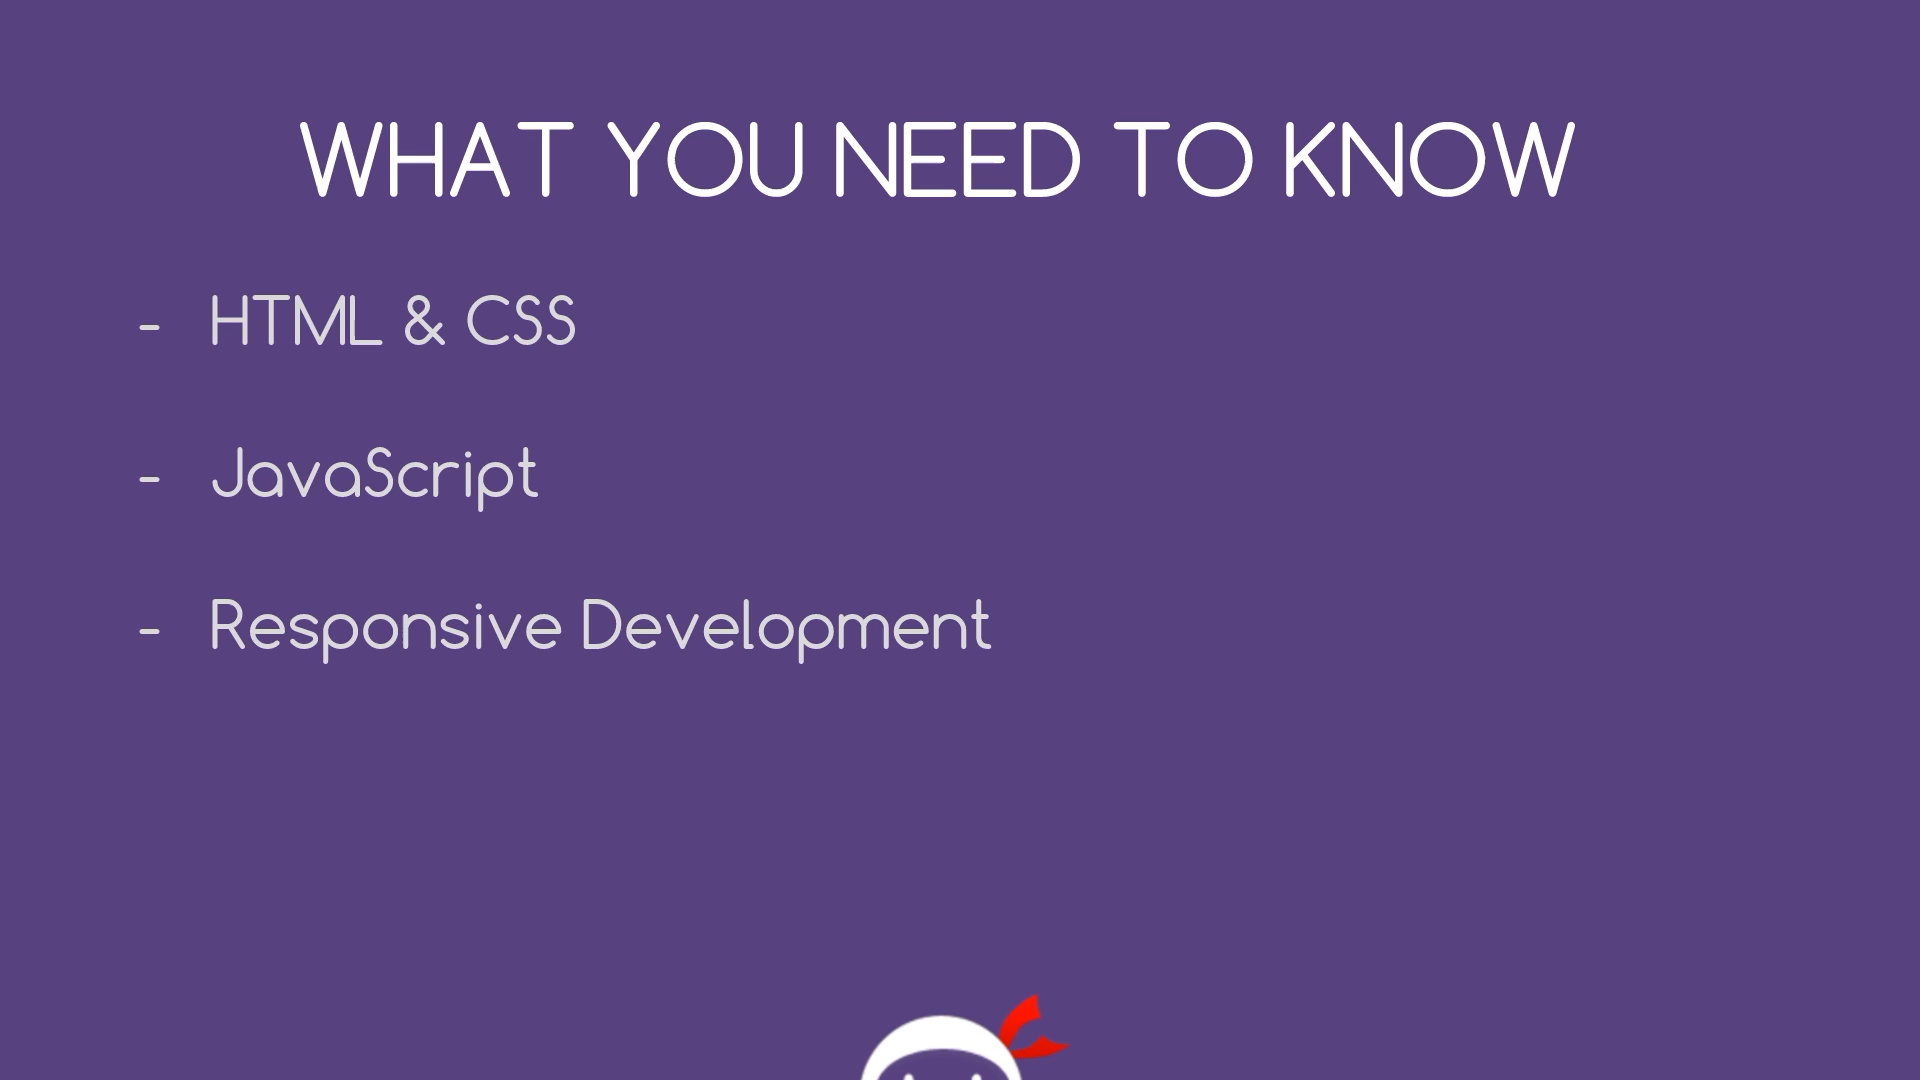 WHAT YOU NEED TO KNOW
- HTML & CSS
- JavaScript
- Responsive Development